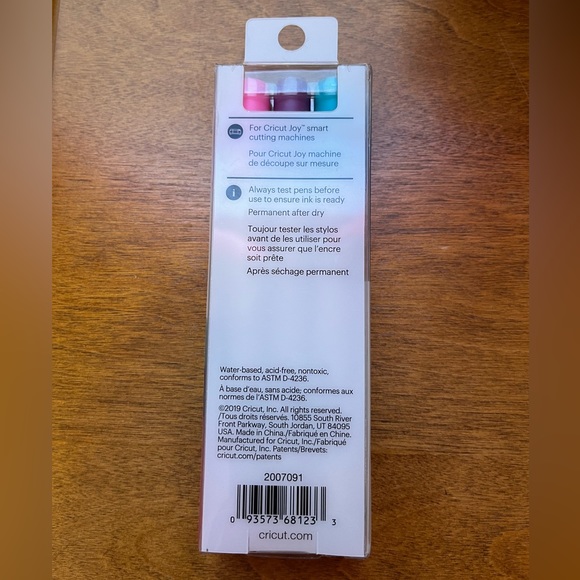 For Cricut Joy™ smart
cutting machines
Pour Cricut Joy machine
de découpe sur mesure
i
Always test pens before
use to ensure ink is ready.
Permanent after dry
Toujour tester les stylos
avant de les utiliser pour
vous assurer que l'encre
soit prête
Après séchage permanent
Water-based, acid-free, nontoxic,
conforms to ASTM D-4236.
À base d'eau, sans acide; conformes aux
normes de l'ASTM D-4236.
©2019 Cricut, Inc. All rights reserved.
/Tous droits réservés. 10855 South River
Front Parkway, South Jordan, UT 84095
USA. Made in China./Fabriqué en Chine.
Manufactured for Cricut, Inc./Fabriqué
pour Cricut, Inc. Patents/Brevets:
cricut.com/patents
2007091
0 93573 68123 3
cricut.com